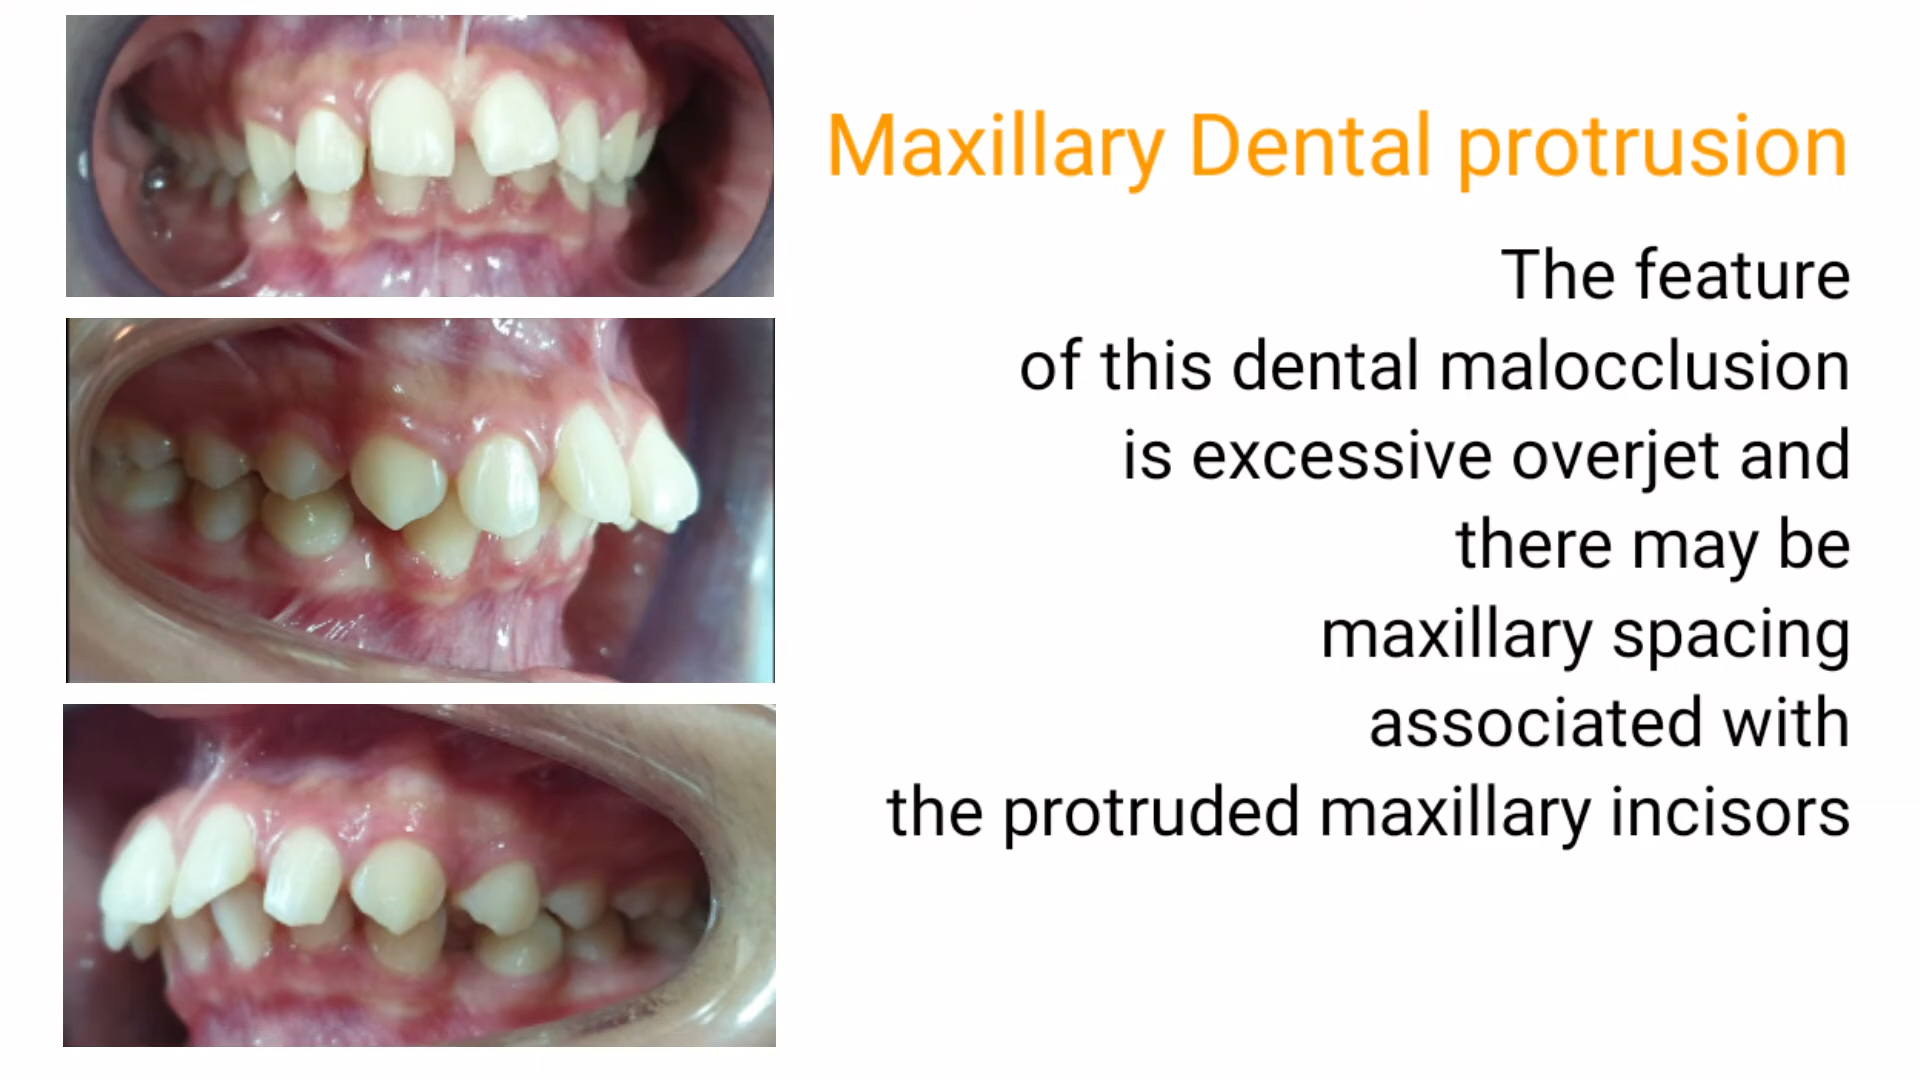 Maxillary Dental protrusion
The feature
of this dental malocclusion
is excessive overjet and
there may be
maxillary spacing
associated with
the protruded maxillary incisors